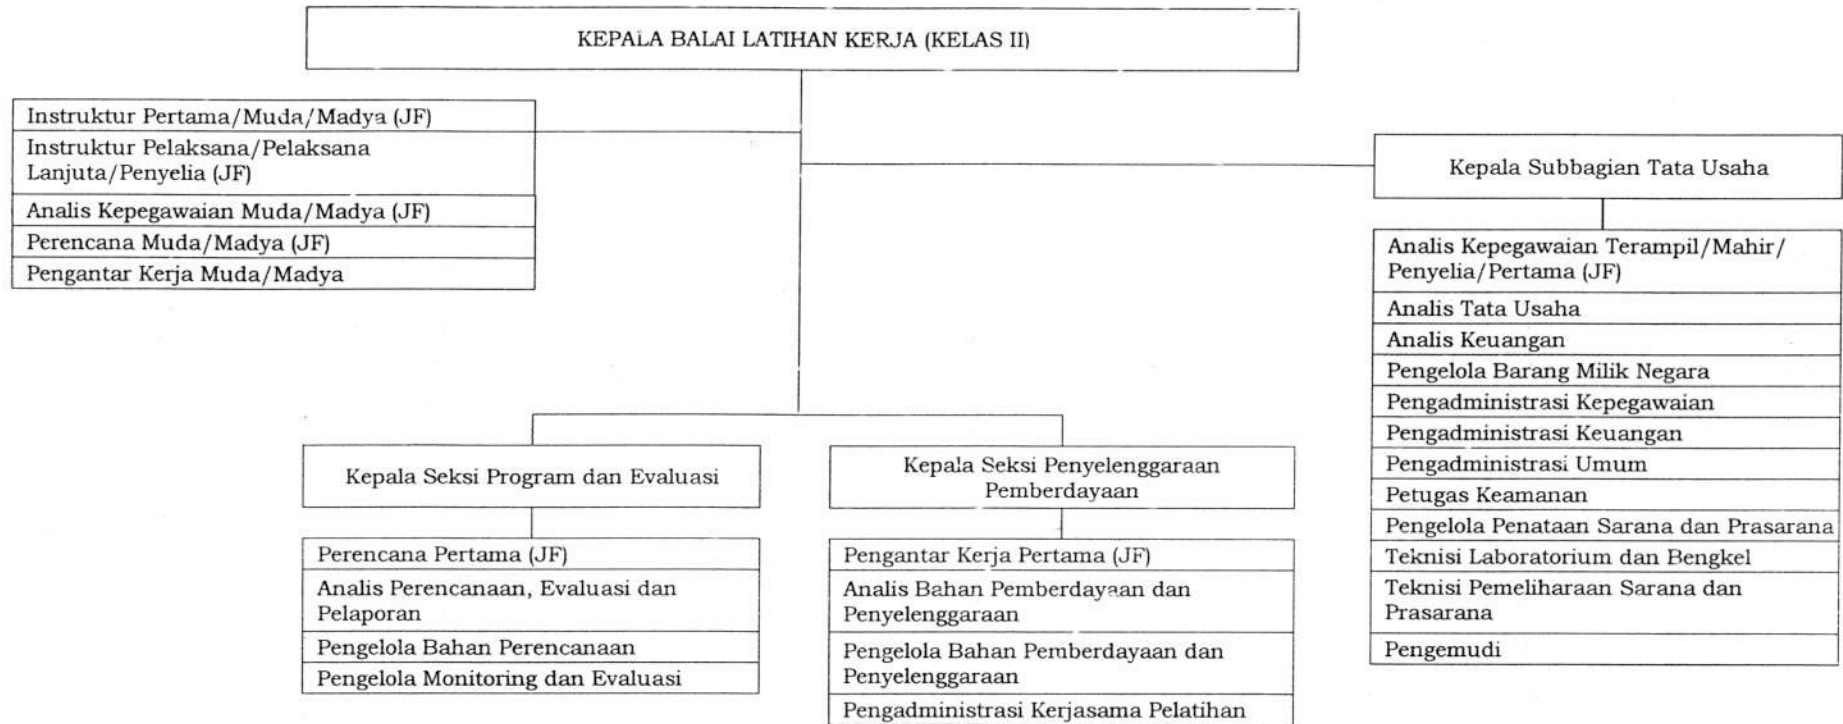 KEPALA BALAI LATIHAN KERJA (KELAS II)
Instruktur Pertama/Muda/Madya (JF)
Instruktur Pelaksana/Pelaksana
Lanjuta/Penyelia (JF)
Analis Kepegawaian Muda/Madya (JF)
Perencana Muda/Madya (JF)
Pengantar Kerja Muda/Madya
Kepala Subbagian Tata Usaha
Analis Kepegawaian Terampil/Mahir/
Penyelia/Pertama (JF)
Analis Tata Usaha
Analis Keuangan
Pengelola Barang Milik Negara
Pengadministrasi Kepegawaian
Pengadministrasi Keuangan
Pengadministrasi Umum
Petugas Keamanan
Pengelola Penataan Sarana dan Prasarana
Teknisi Laboratorium dan Bengkel
Teknisi Pemeliharaan Sarana dan
Prasarana
Pengemudi
Kepala Seksi Program dan Evaluasi
Perencana Pertama (JF)
Analis Perencanaan, Evaluasi dan
Pelaporan
Pengelola Bahan Perencanaan
Pengelola Monitoring dan Evaluasi
Kepala Seksi Penyelenggaraan
Pemberdayaan
Pengantar Kerja Pertama (JF)
Analis Bahan Pemberdayaan dan
Penyelenggaraan
Pengelola Bahan Pemberdayaan dan
Penyelenggaraan
Pengadministrasi Kerjasama Pelatihan